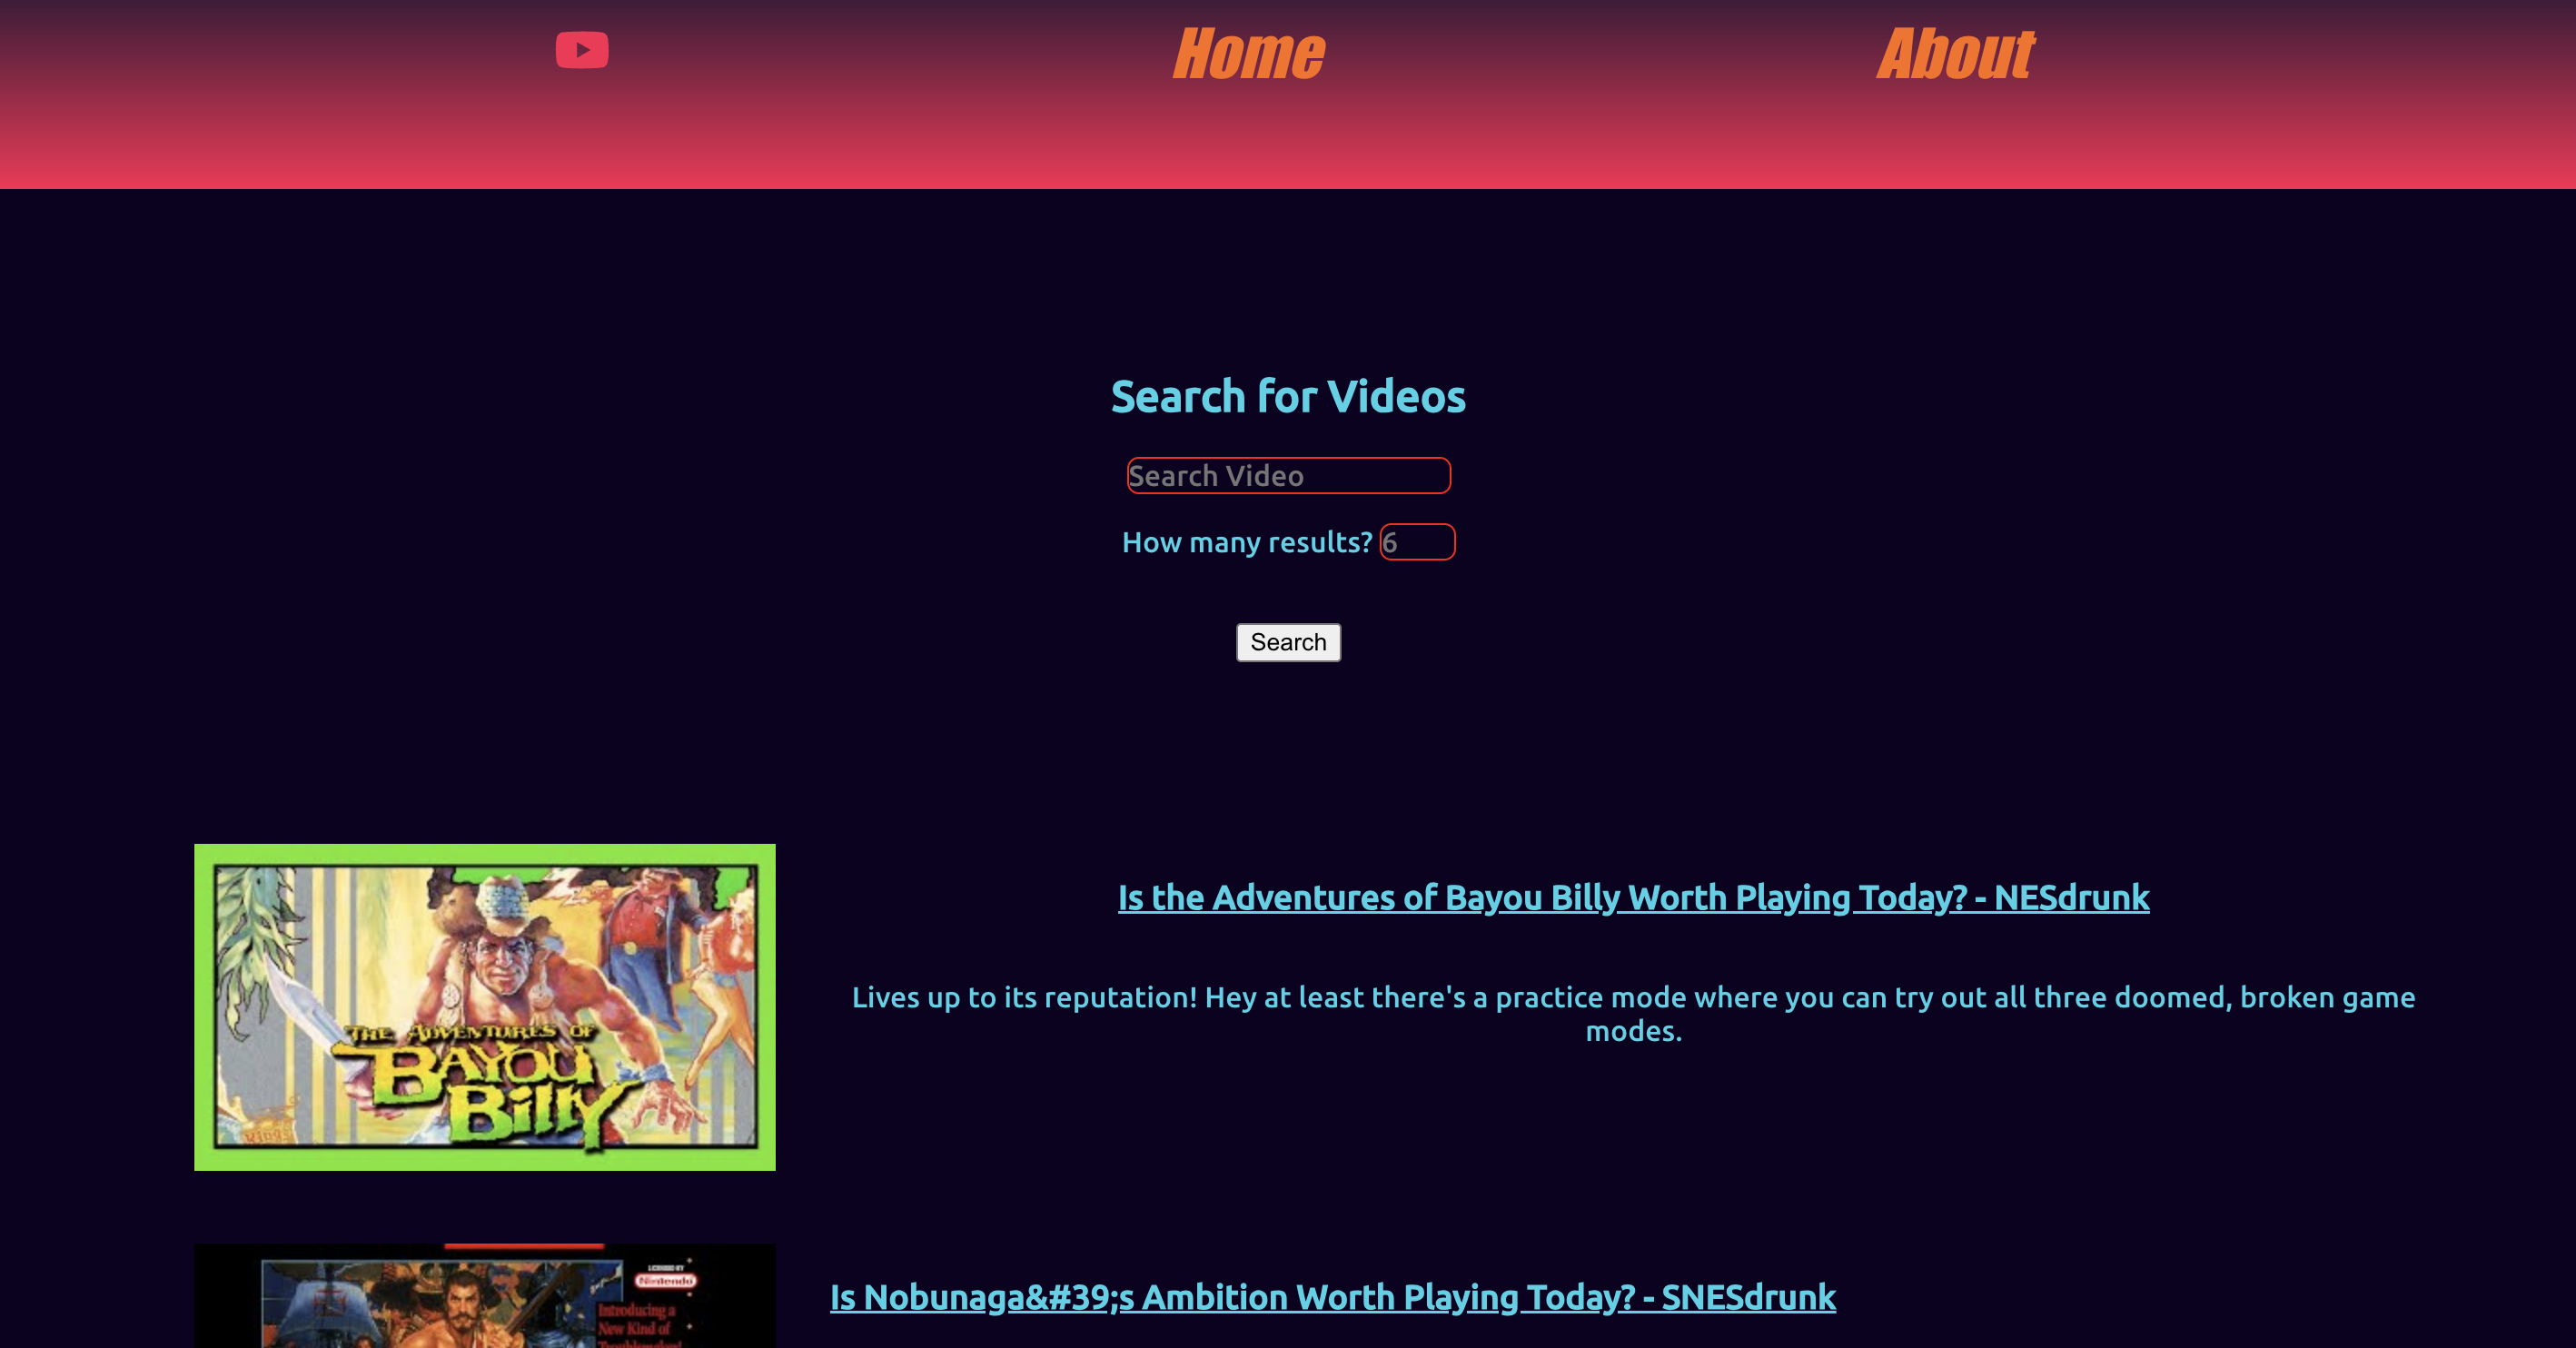 Home
About
Search for Videos
Search Video
How many results? 6
Search
Is the Adventures of Bayou Billy Worth Playing Today? - NESdrunk
Lives up to its reputation! Hey at least there's a practice mode where you can try out all three doomed, broken game
modes.
THE ADVENTURES OF
BAYOU
BILLY
Is Nobunaga&#39;s Ambition Worth Playing Today? - SNESdrunk
LICENSED BY
Nintendo
Introducing a
New Kind of